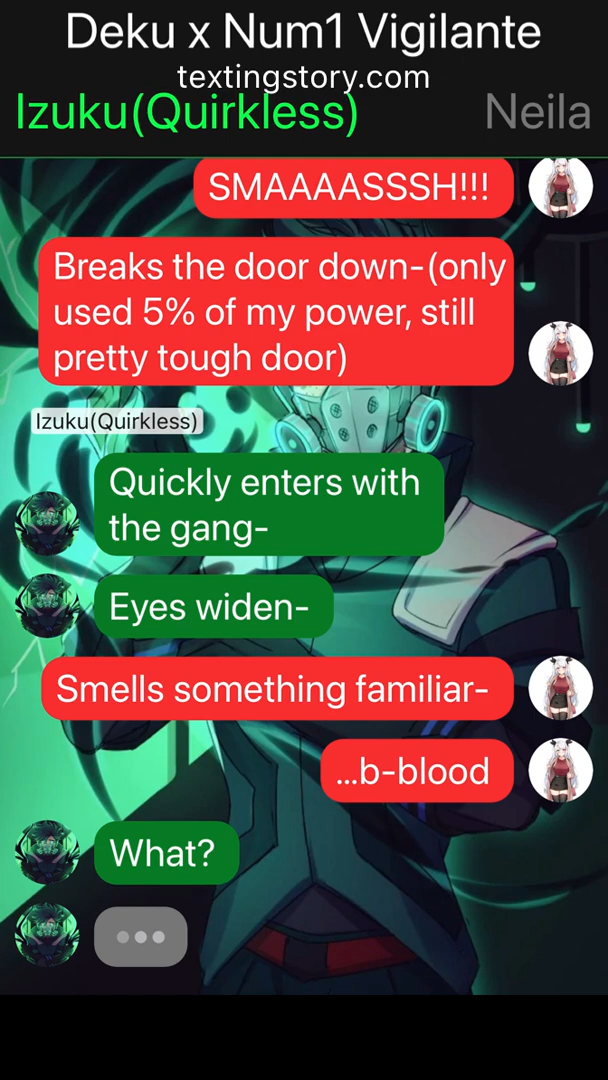 Deku x Num1 Vigilante
textingstory.com
Izuku(Quirkless)
Neila
SMAAAASSSH!!!
Breaks the door down-(only
used 5% of my power, still
pretty tough door)
Izuku(Quirkless)
Quickly enters with
the gang-
Eyes widen-
Smells something familiar-
...b-blood
What?